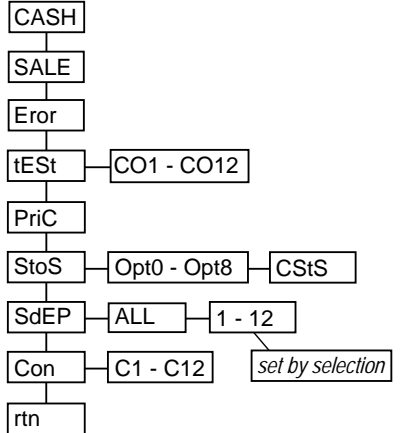 CASH
SALE
Eror
tESt CO1 - CO12
PriC
StoS Opt0 - Opt8 CStS
SdEP ALL 1 - 12
Con C1 - C12 set by selection
rtn